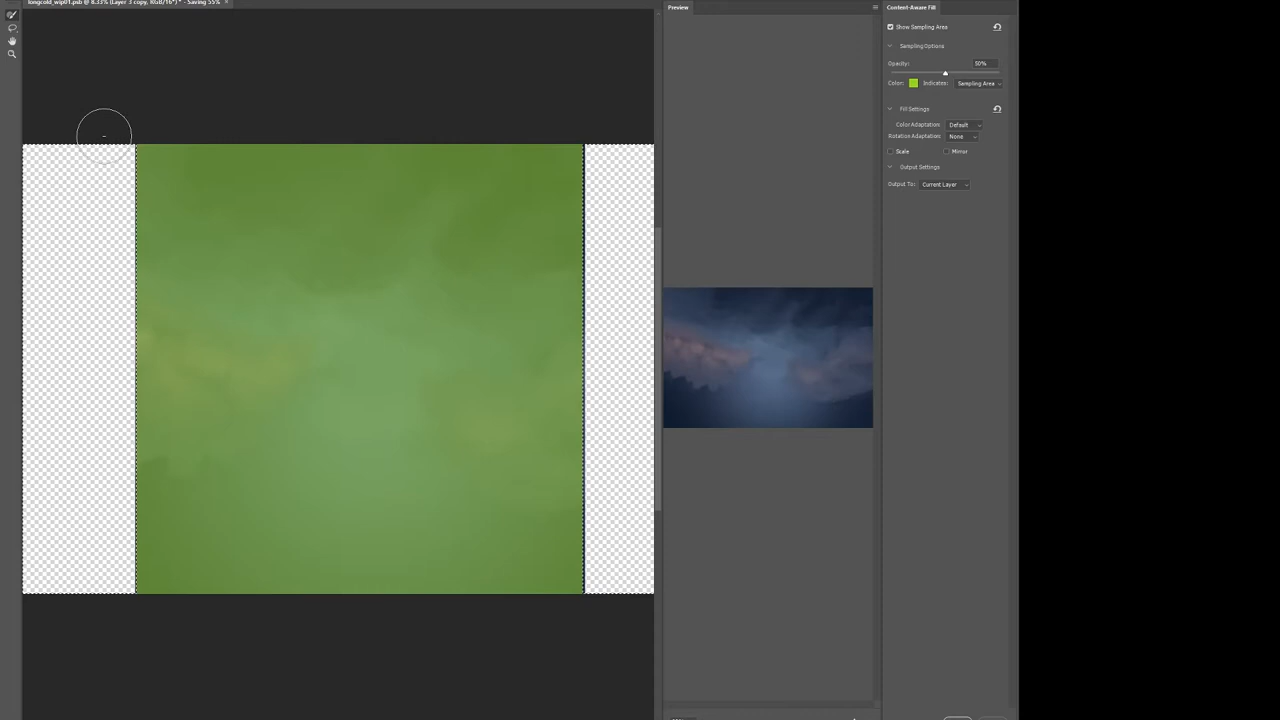 longcold_wip01.psb @ 8.33% (Layer 3 copy, RGB/16*) * - Saving 55% ×
Preview
Content-Aware Fill
Show Sampling Area
Sampling Options
Opacity: 50%
Color: Indicates: Sampling Area
Fill Settings
Color Adaptation Default
Rotation Adaptation: None
Scale Mirror
Output Settings
Output To: Current Layer